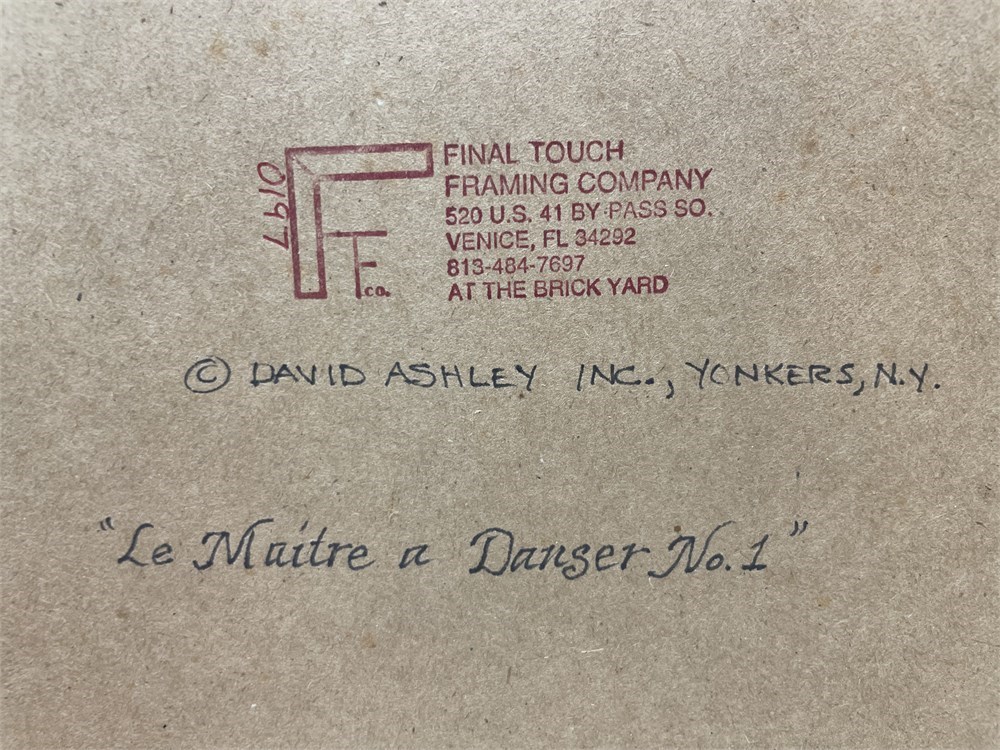 0197
FF co.
FINAL TOUCH
FRAMING COMPANY
520 U.S. 41 BY-PASS SO.
VENICE, FL 34292
813-484-7697
AT THE BRICK YARD
© DAVID ASHLEY INC., YONKERS, N.Y.
"Le Maitre a Danser No. 1"